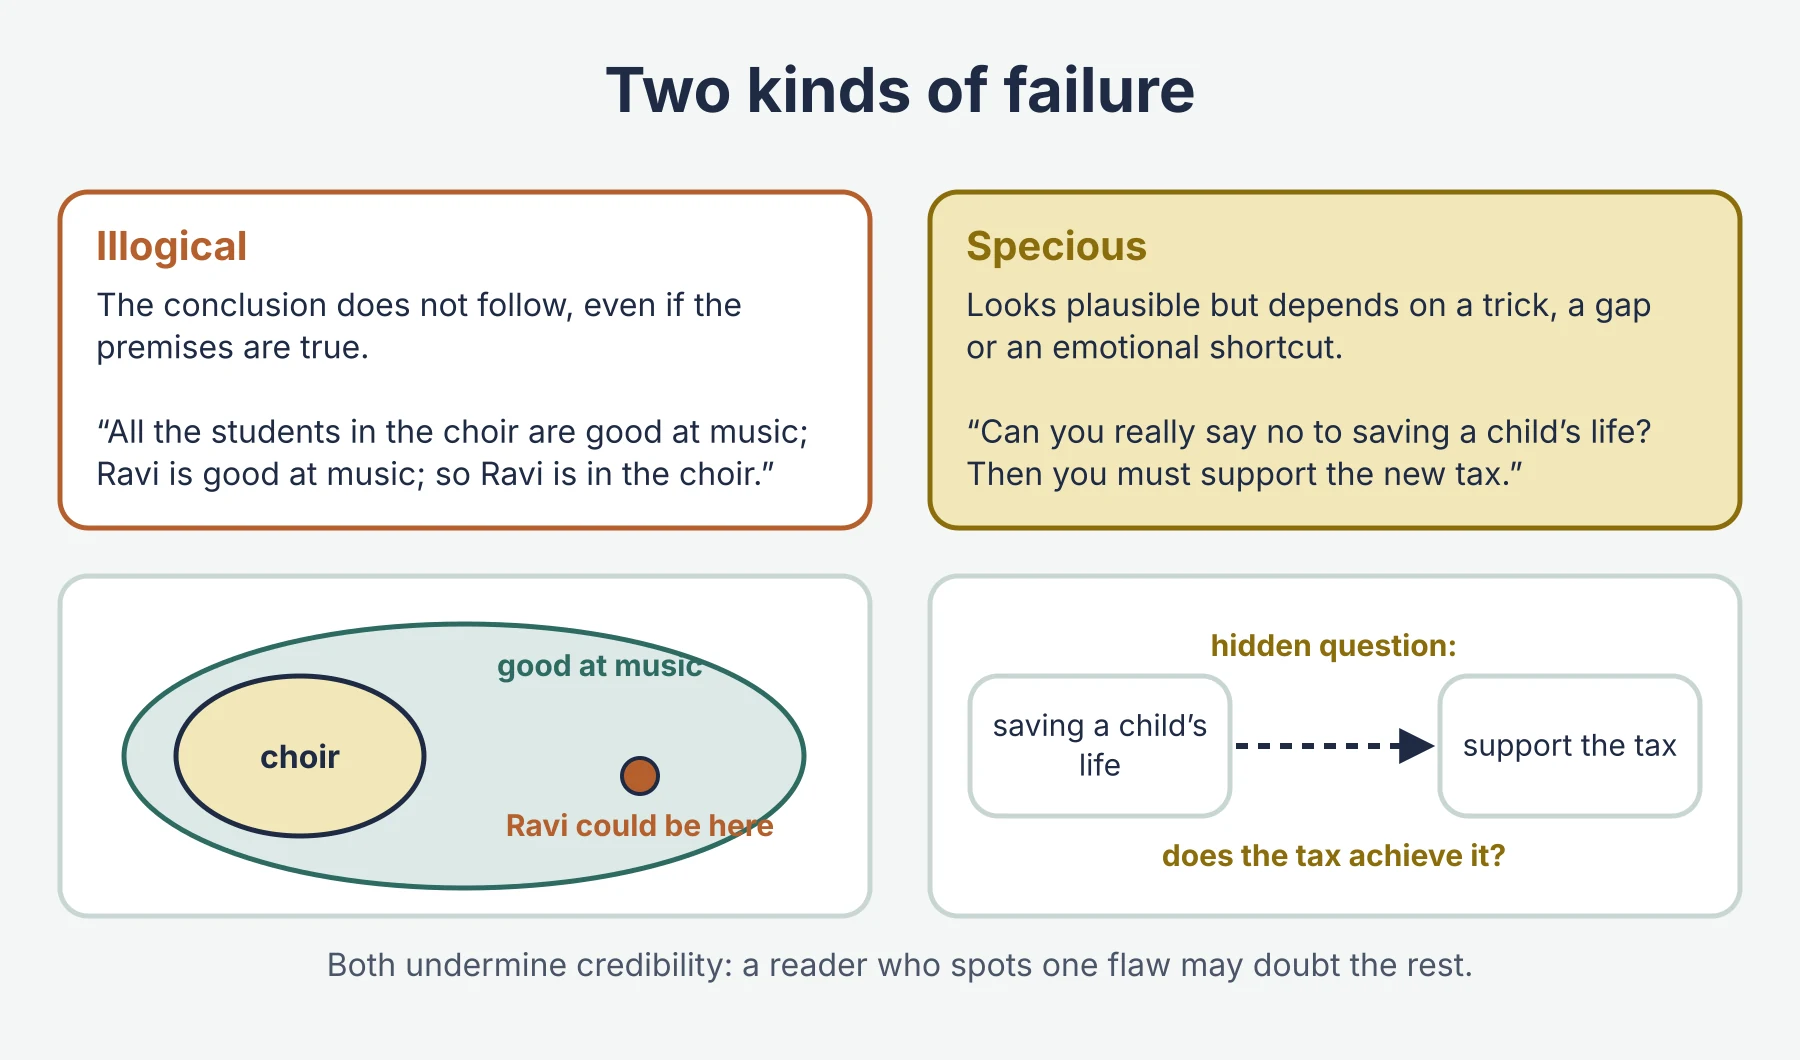 Two kinds of failure
Illogical
The conclusion does not follow, even if the
premises are true.
“All the students in the choir are good at music;
Ravi is good at music; so Ravi is in the choir.”
Specious
Looks plausible but depends on a trick, a gap
or an emotional shortcut.
“Can you really say no to saving a child’s life?
Then you must support the new tax.”
good at music
choir
Ravi could be here
hidden question:
saving a child’s
life
support the tax
does the tax achieve it?
Both undermine credibility: a reader who spots one flaw may doubt the rest.